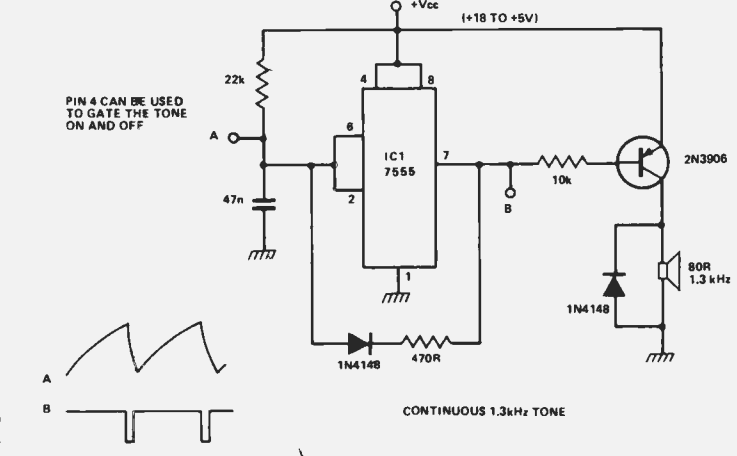 +Vcc
(+18 TO +5V)
22k
4
8
PIN 4 CAN BE USED
TO GATE THE TONE
ON AND OFF
A
6
IC1
7555
7
2N3906
10k
47n
2
B
1
80R
1.3 kHz
1N4148
1N4148
470R
A
B
CONTINUOUS 1.3kHz TONE